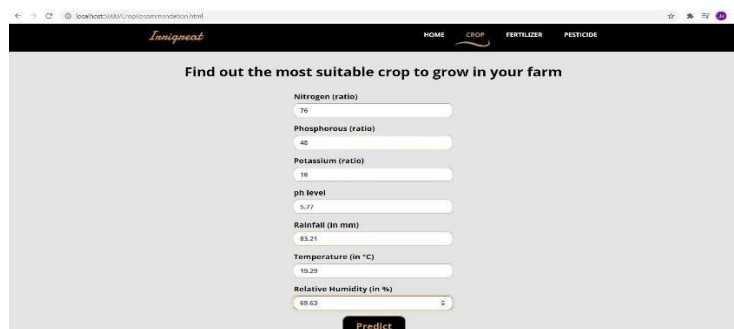 localhost:5000/CropRecommendation.html
Innigneat
HOME CROP FERTILIZER PESTICIDE
Find out the most suitable crop to grow in your farm
Nitrogen (ratio)
76
Phosphorous (ratio)
48
Potassium (ratio)
18
ph level
5.77
Rainfall (in mm)
83.21
Temperature (in °C)
19.29
Relative Humidity (in %)
69.63
Predict